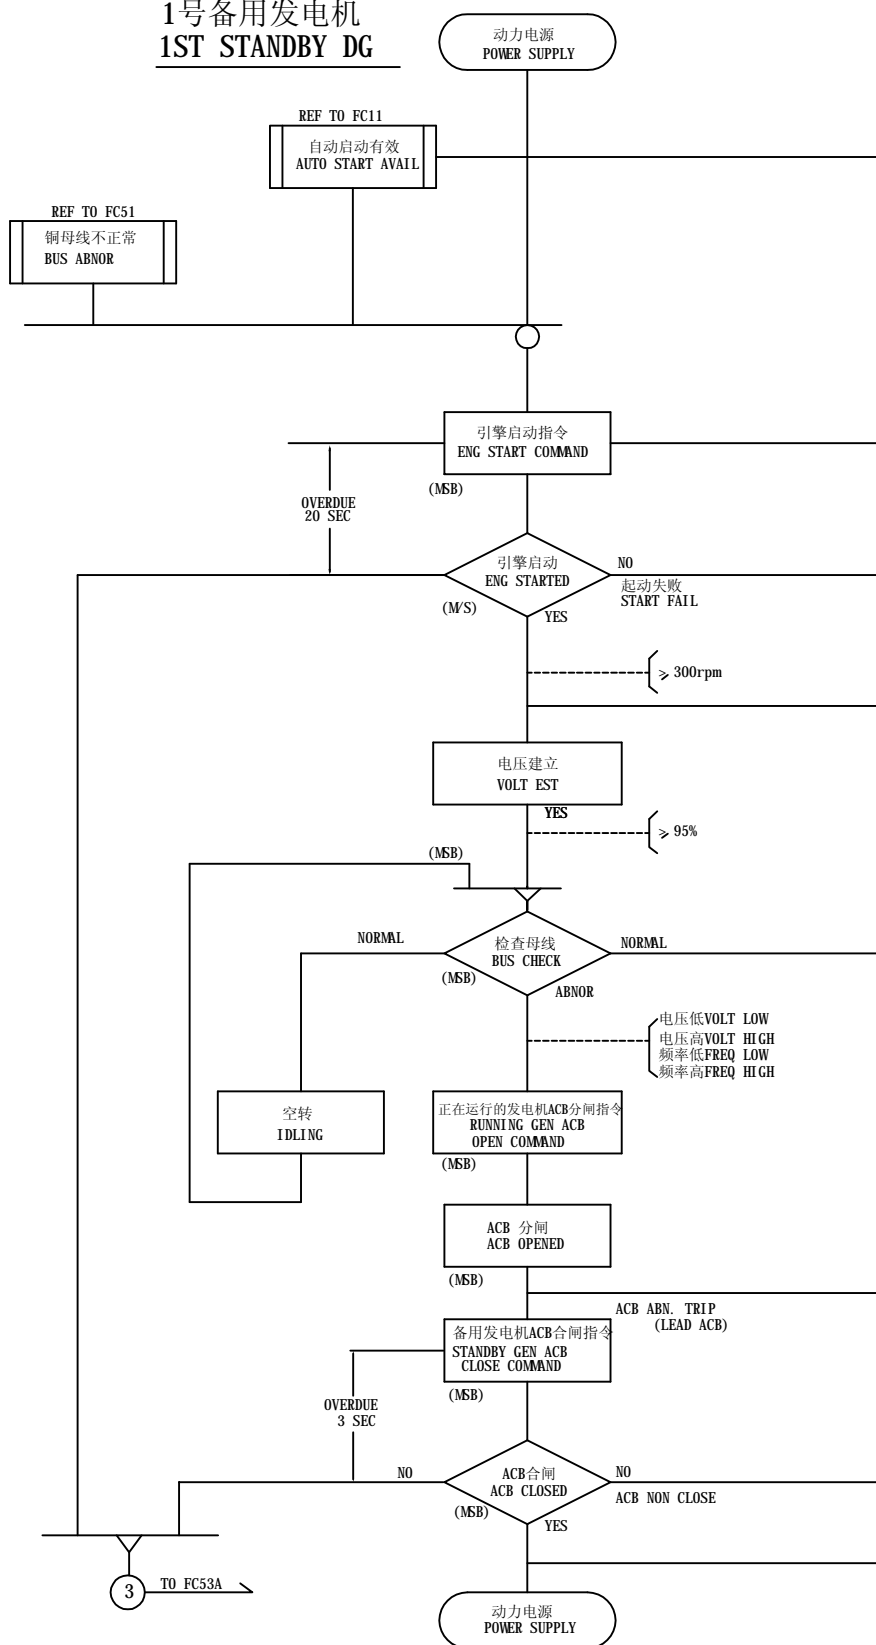 1号备用发电机
1ST STANDBY DG
动力电源
POWER SUPPLY
REF TO FC11
自动启动有效
AUTO START AVAIL
REF TO FC51
铜母线不正常
BUS ABNOR
引擎启动指令
ENG START COMMAND
(MSB)
OVERDUE
20 SEC
引擎启动
ENG STARTED
NO
起动失败
START FAIL
(M/S)
YES
≥ 300rpm
电压建立
VOLT EST
YES
≥ 95%
(MSB)
NORMAL
检查母线
BUS CHECK
NORMAL
(MSB)
ABNOR
电压低VOLT LOW
电压高VOLT HIGH
频率低FREQ LOW
频率高FREQ HIGH
空转
IDLING
正在运行的发电机ACB分闸指令
RUNNING GEN ACB
OPEN COMMAND
(MSB)
ACB 分闸
ACB OPENED
(MSB)
ACB ABN. TRIP
(LEAD ACB)
备用发电机ACB合闸指令
STANDBY GEN ACB
CLOSE COMMAND
(MSB)
OVERDUE
3 SEC
NO
ACB合闸
ACB CLOSED
NO
ACB NON CLOSE
(MSB)
YES
3
TO FC53A
动力电源
POWER SUPPLY